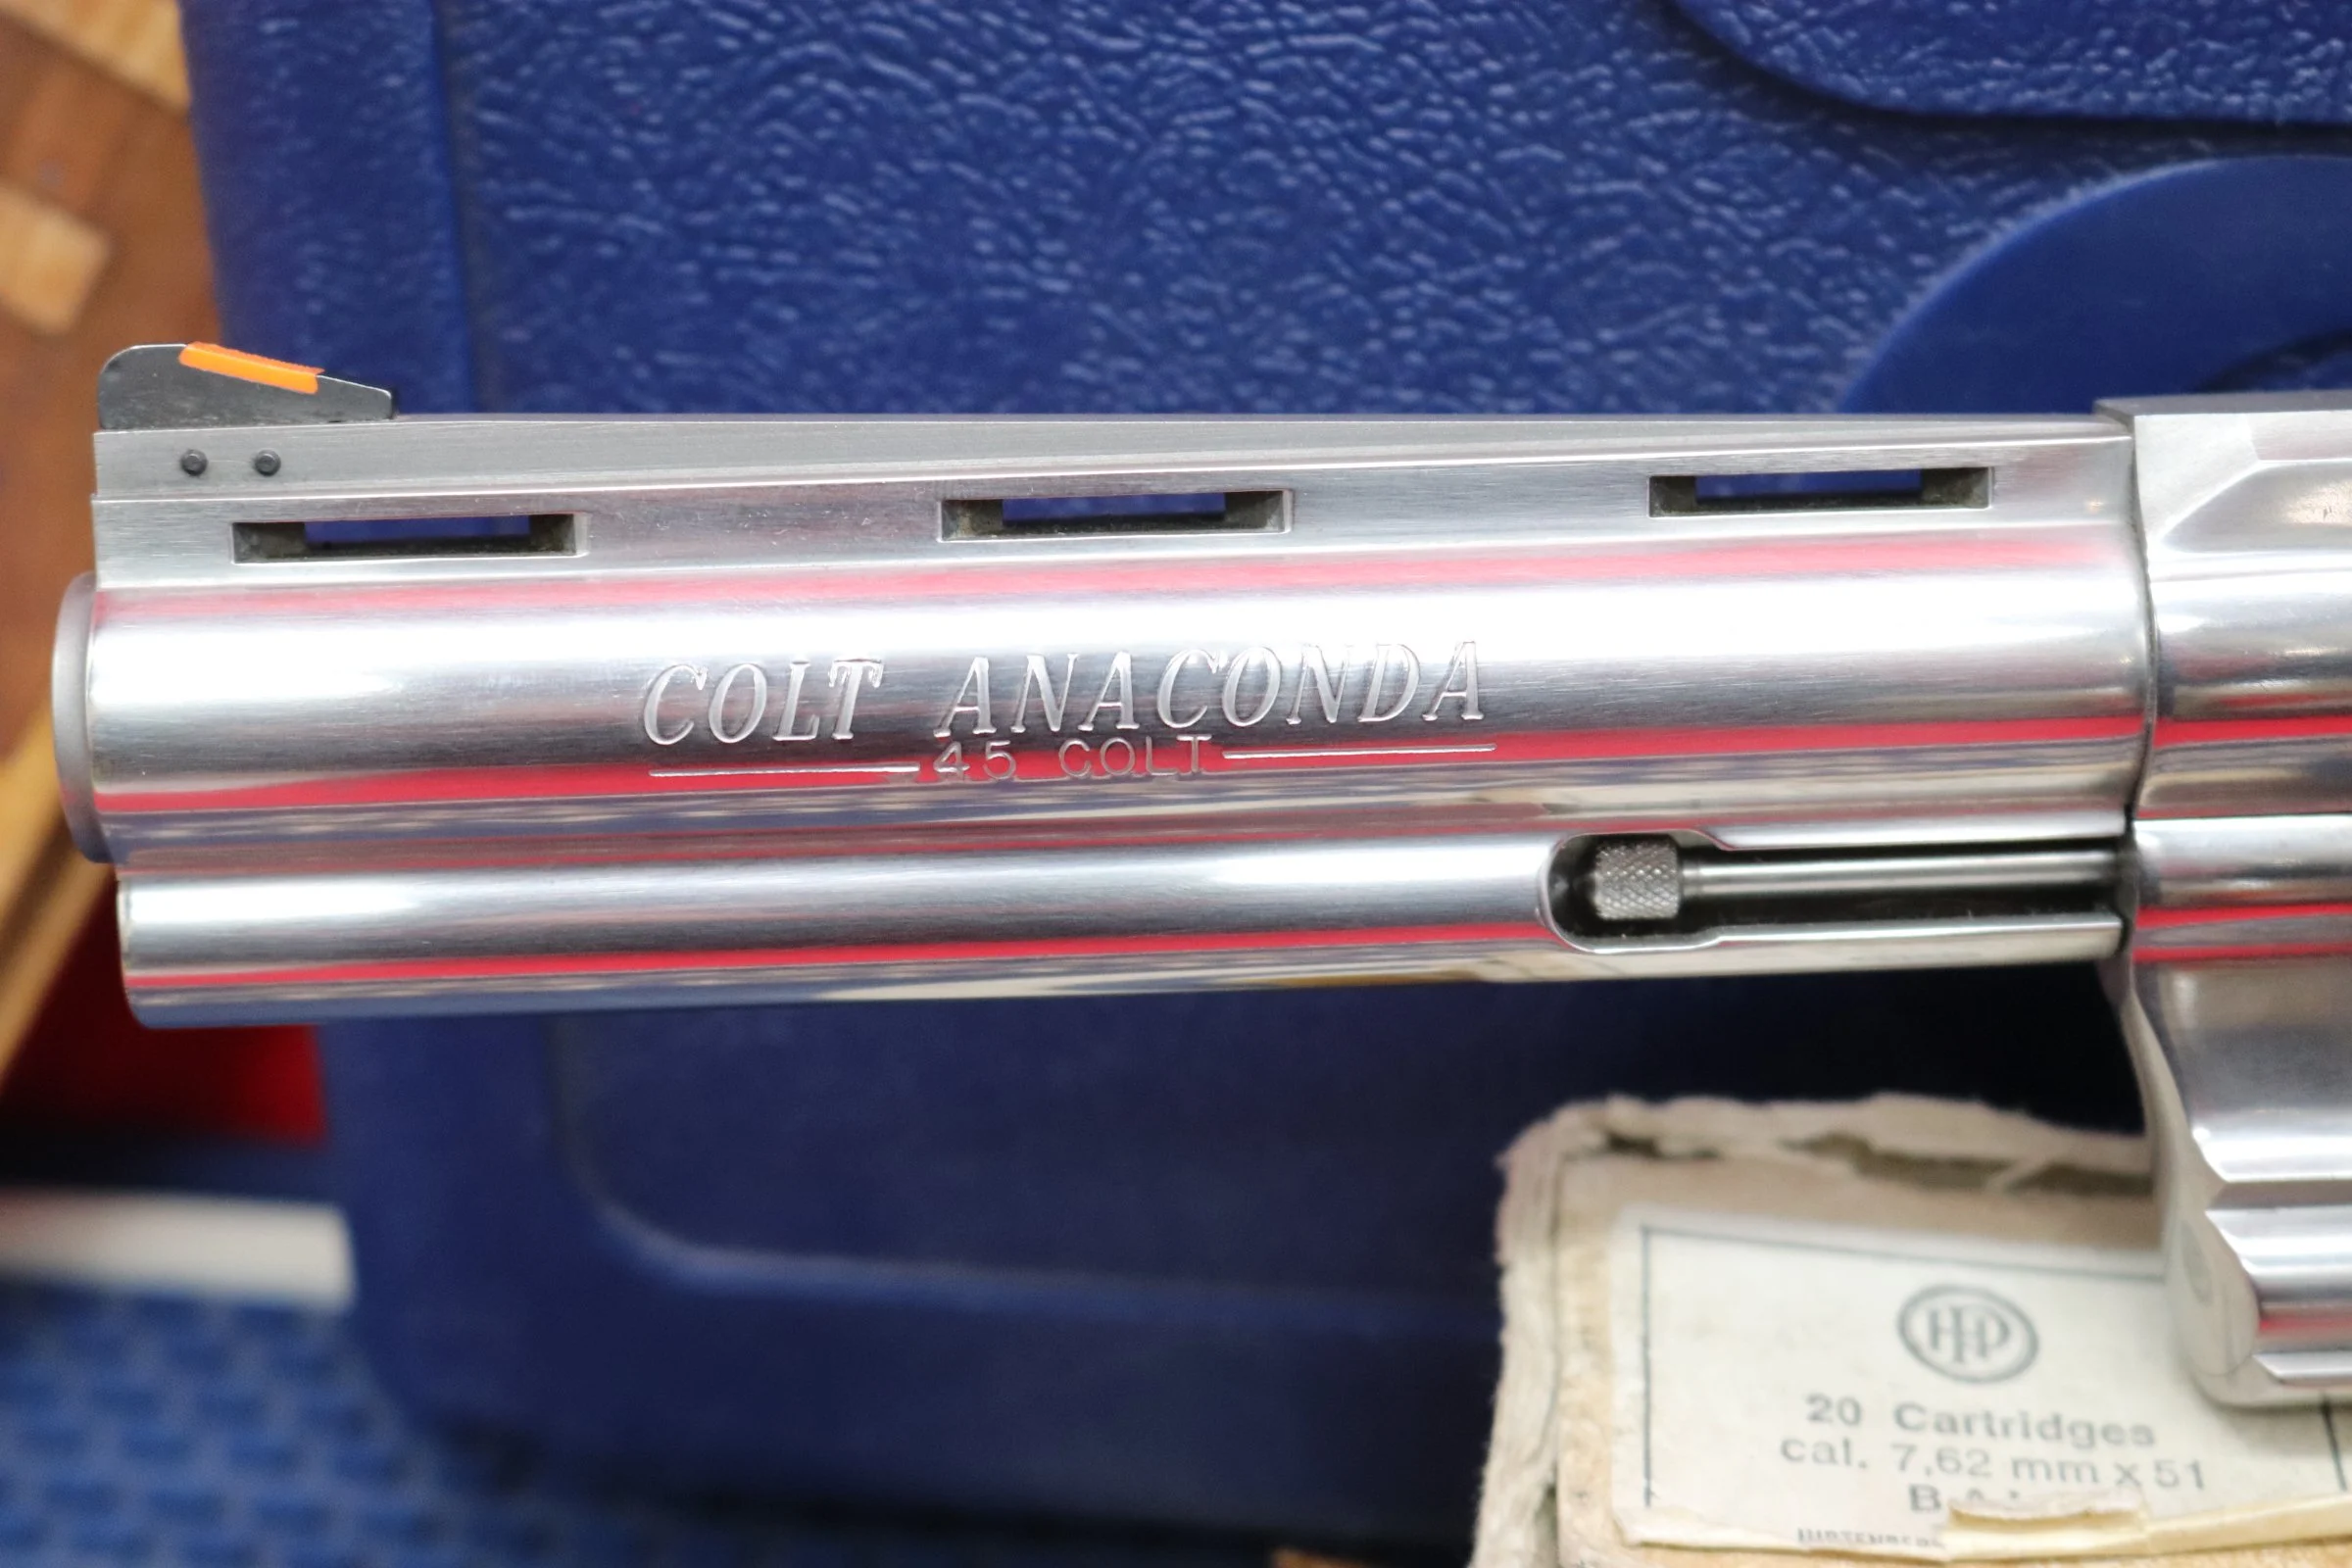 COLT ANACONDA
45 COLT
HP
20 Cartridges
cal. 7,62 mm x 51